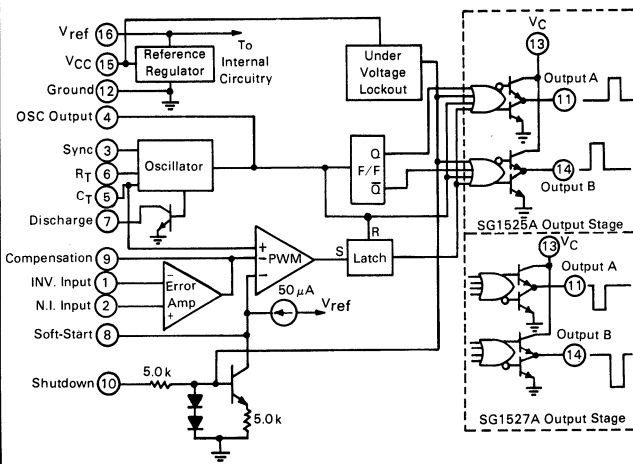 Vref 16
VCC 15
Ground 12
OSC Output 4
Sync 3
RT 6
CT 5
Discharge 7
Compensation 9
INV. Input 1
N.I. Input 2
Soft-Start 8
Shutdown 10
Reference
Regulator
To
Internal
Circuitry
Under
Voltage
Lockout
Oscillator
Q
F/F
Q̅
R
S
Latch
+
−
−
PWM
−
Error
Amp
+
50 μA
Vref
5.0 k
5.0 k
VC
13
Output A
11
14
Output B
SG1525A Output Stage
13 VC
Output A
11
Output B
14
SG1527A Output Stage